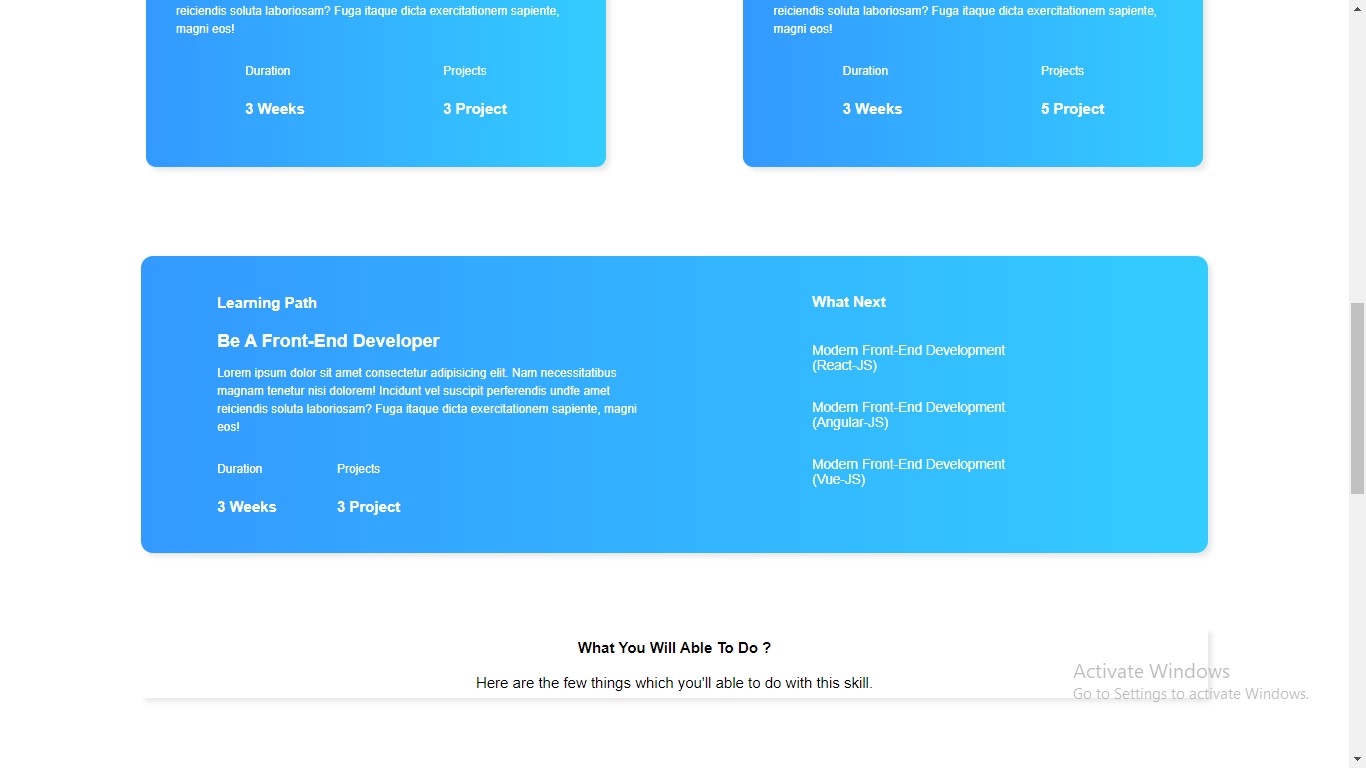 reiciendis soluta laboriosam? Fuga itaque dicta exercitationem sapiente,
magni eos!
Duration
Projects
3 Weeks
3 Project
reiciendis soluta laboriosam? Fuga itaque dicta exercitationem sapiente,
magni eos!
Duration
Projects
3 Weeks
5 Project
Learning Path
Be A Front-End Developer
Lorem ipsum dolor sit amet consectetur adipisicing elit. Nam necessitatibus
magnam tenetur nisi dolorem! Incidunt vel suscipit perferendis undfe amet
reiciendis soluta laboriosam? Fuga itaque dicta exercitationem sapiente, magni
eos!
Duration
Projects
3 Weeks
3 Project
What Next
Modern Front-End Development
(React-JS)
Modern Front-End Development
(Angular-JS)
Modern Front-End Development
(Vue-JS)
What You Will Able To Do ?
Here are the few things which you'll able to do with this skill.
Activate Windows
Go to Settings to activate Windows.